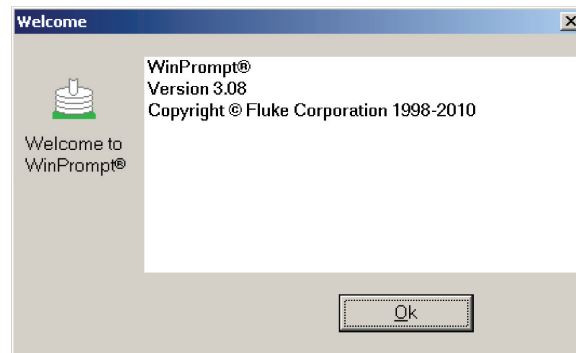 Welcome
WinPrompt®
Version 3.08
Copyright © Fluke Corporation 1998-2010
Welcome to
WinPrompt®
Ok